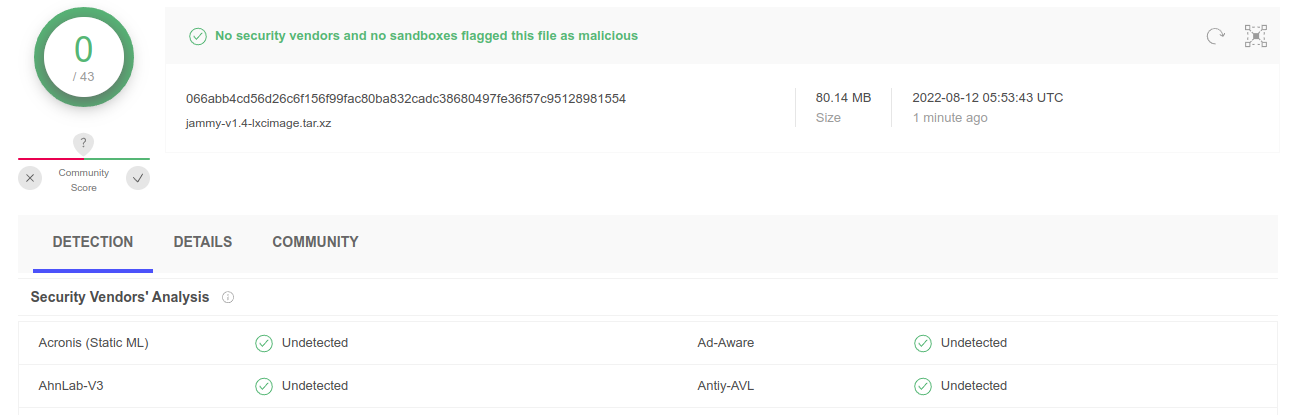 0
/ 43
?
Community
Score
No security vendors and no sandboxes flagged this file as malicious
066abb4cd56d26c6f156f99fac80ba832cadc38680497fe36f57c95128981554
jammy-v1.4-lxcimage.tar.xz
80.14 MB
Size
2022-08-12 05:53:43 UTC
1 minute ago
DETECTION DETAILS COMMUNITY
Security Vendors' Analysis
Acronis (Static ML) Undetected Ad-Aware Undetected
AhnLab-V3 Undetected Antiy-AVL Undetected